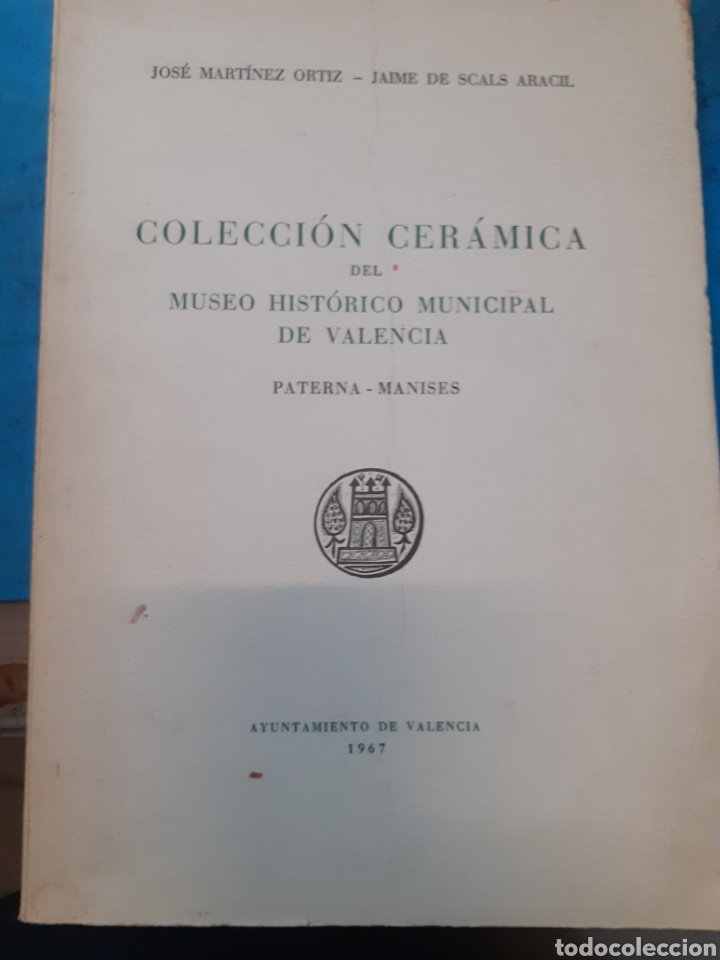 JOSÉ MARTÍNEZ ORTIZ – JAIME DE SCALS ARACIL
COLECCIÓN CERÁMICA
DEL
MUSEO HISTÓRICO MUNICIPAL
DE VALENCIA
PATERNA - MANISES
AYUNTAMIENTO DE VALENCIA
1967
todocoleccion